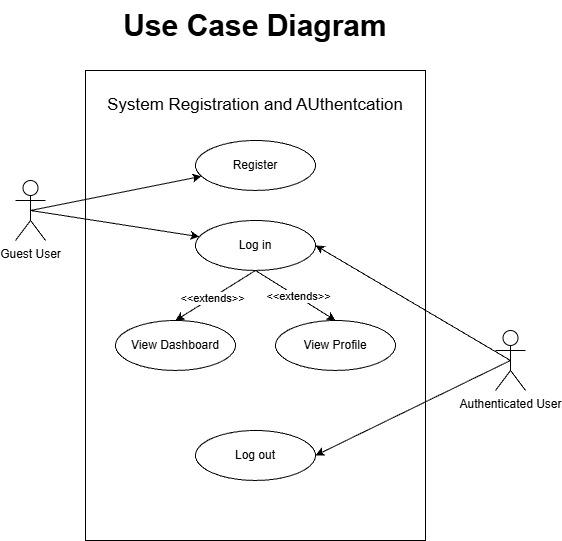 Use Case Diagram
System Registration and AUthentcation
Register
Guest User
Log in
<<extends>>
<<extends>>
View Dashboard
View Profile
Authenticated User
Log out